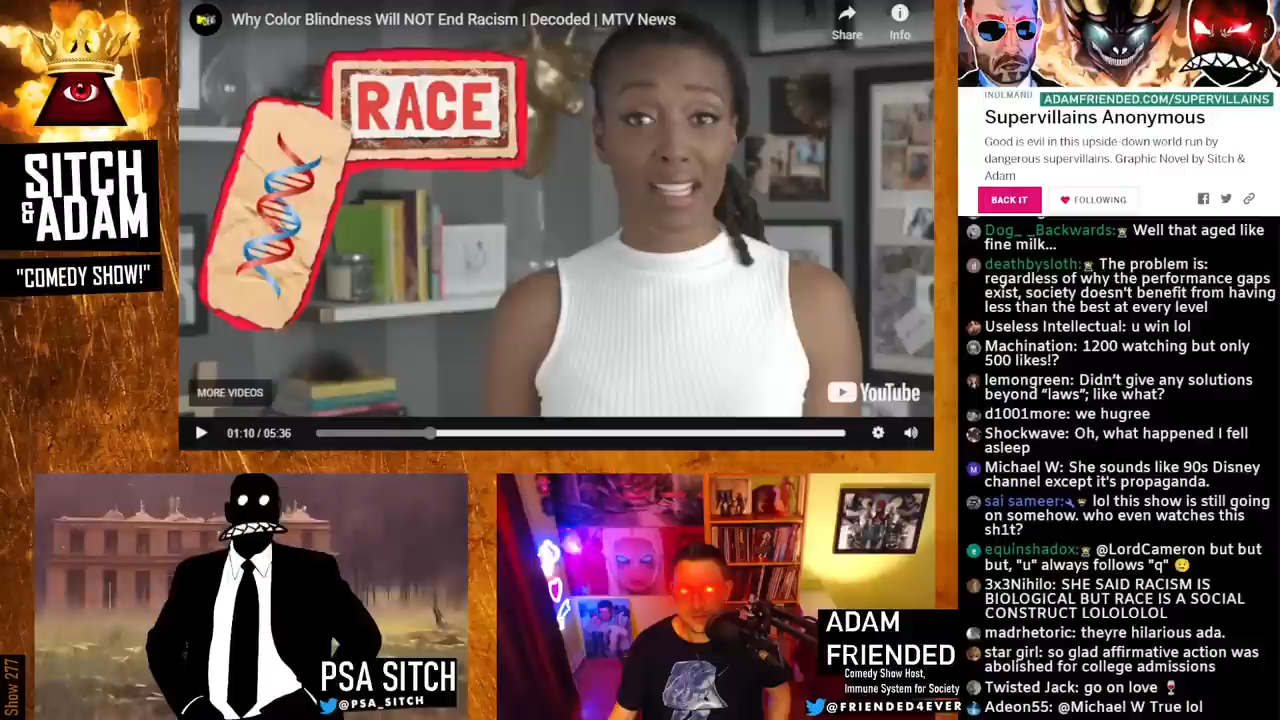 Why Color Blindness Will NOT End Racism | Decoded | MTV News
Share
Info
RACE
MORE VIDEOS
YouTube
01:10 / 05:36
SITCH
& ADAM
"COMEDY SHOW!"
Show 277
PSA SITCH
@PSA_SITCH
ADAM
FRIENDED
Comedy Show Host,
Immune System for Society
@FRIENDED4EVER
INDEMAND
ADAMFRIENDED.COM/SUPERVILLAINS
Supervillains Anonymous
Good is evil in this upside-down world run by
dangerous supervillains. Graphic Novel by Sitch &
Adam
BACK IT
FOLLOWING
Dog_ _Backwards: Well that aged like
fine milk...
deathbysloth: The problem is:
regardless of why the performance gaps
exist, society doesn't benefit from having
less than the best at every level
Useless Intellectual: u win lol
Machination: 1200 watching but only
500 likes!?
lemongreen: Didn’t give any solutions
beyond “laws”; like what?
d1001more: we hugree
Shockwave: Oh, what happened I fell
asleep
Michael W: She sounds like 90s Disney
channel except it's propaganda.
sai sameer: lol this show is still going
on somehow. who even watches this
sh1t?
equinshadox: @LordCameron but but
but, "u" always follows "q" 😢
3x3Nihilo: SHE SAID RACISM IS
BIOLOGICAL BUT RACE IS A SOCIAL
CONSTRUCT LOLOLOLOL
madrhetoric: theyre hilarious ada.
star girl: so glad affirmative action was
abolished for college admissions
Twisted Jack: go on love 🍷
Adeon55: @Michael W True lol